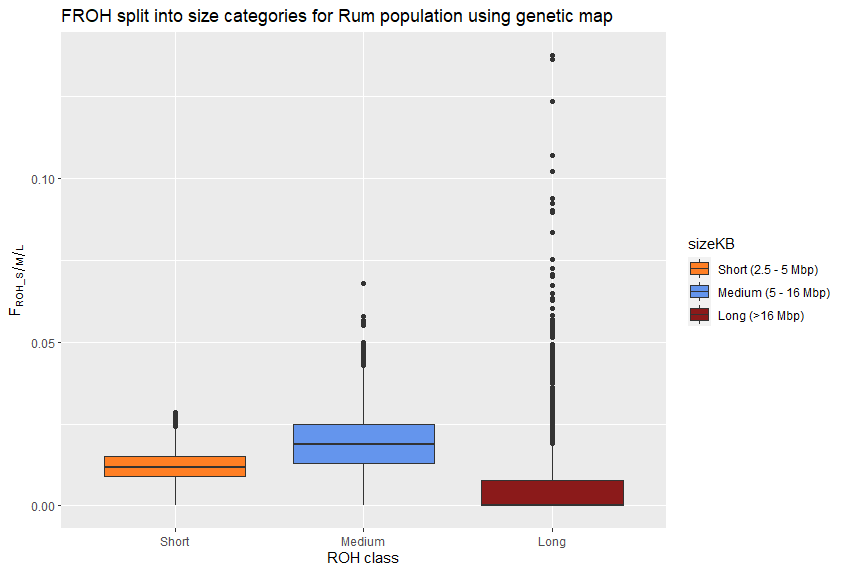 FROH split into size categories for Rum population using genetic map
0.10
0.05
0.00
FROH_S/M/L
Short
Medium
Long
ROH class
sizeKB
Short (2.5 - 5 Mbp)
Medium (5 - 16 Mbp)
Long (>16 Mbp)